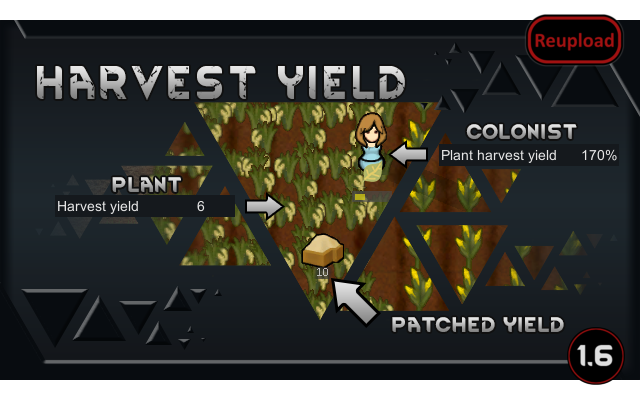 Reupload
HARVEST YIELD
COLONIST
Plant harvest yield 170%
PLANT
Harvest yield 6
10
PATCHED YIELD
1.6